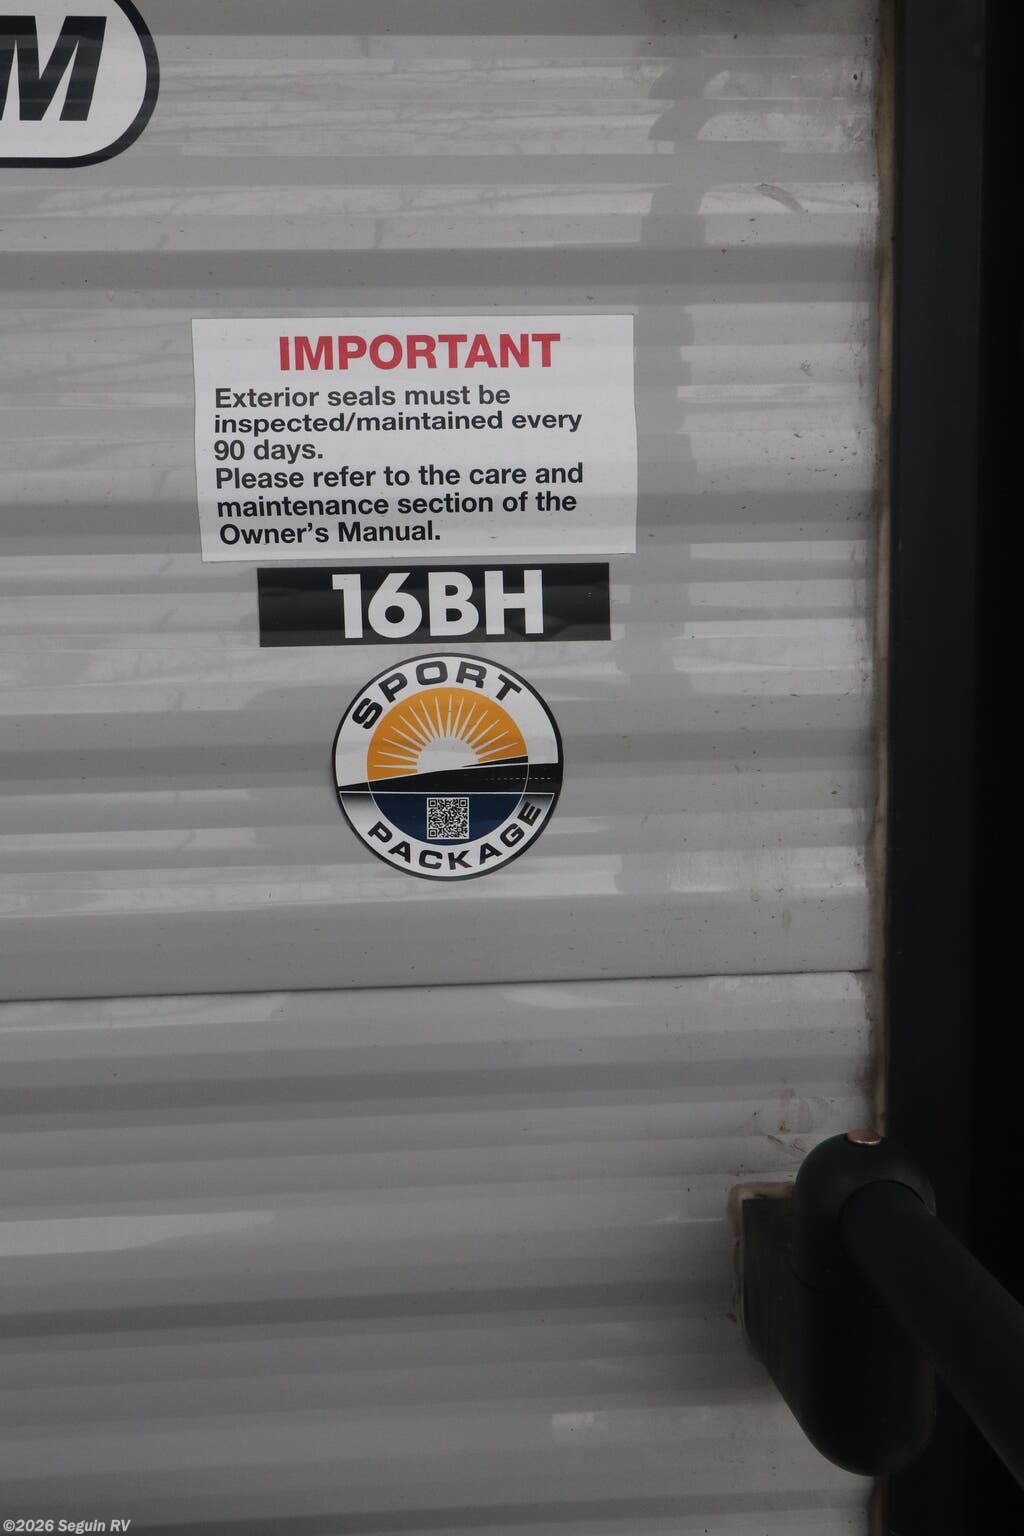 M
IMPORTANT
Exterior seals must be
inspected/maintained every
90 days.
Please refer to the care and
maintenance section of the
Owner's Manual.
16BH
SPORT
PACKAGE
©2026 Seguin RV